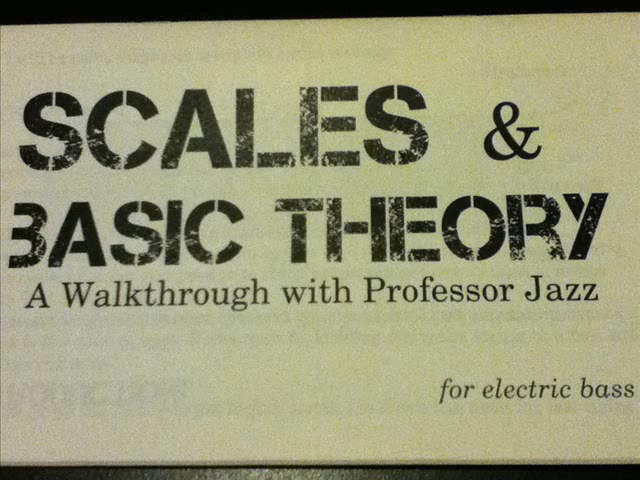 SCALES &
BASIC THEORY
A Walkthrough with Professor Jazz
for electric bass